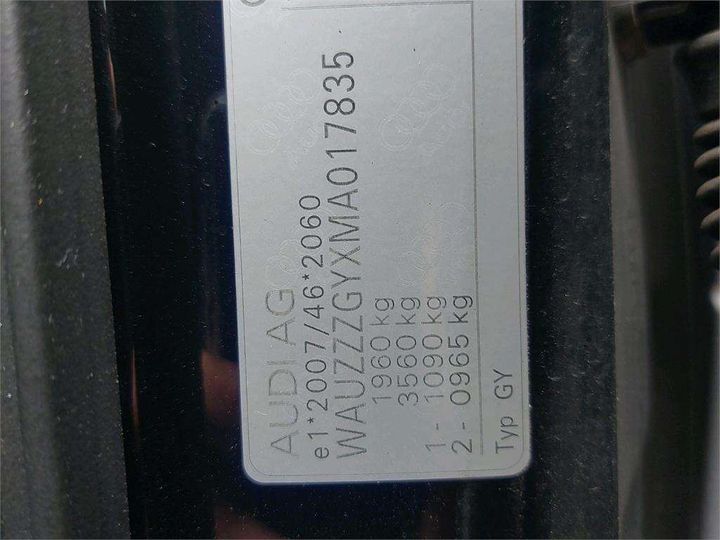 AUDI AG
e1*2007/46*2060
WAUZZZGYXMA017835
1960 kg
3560 kg
1- 1090 kg
2- 0965 kg
Typ GY